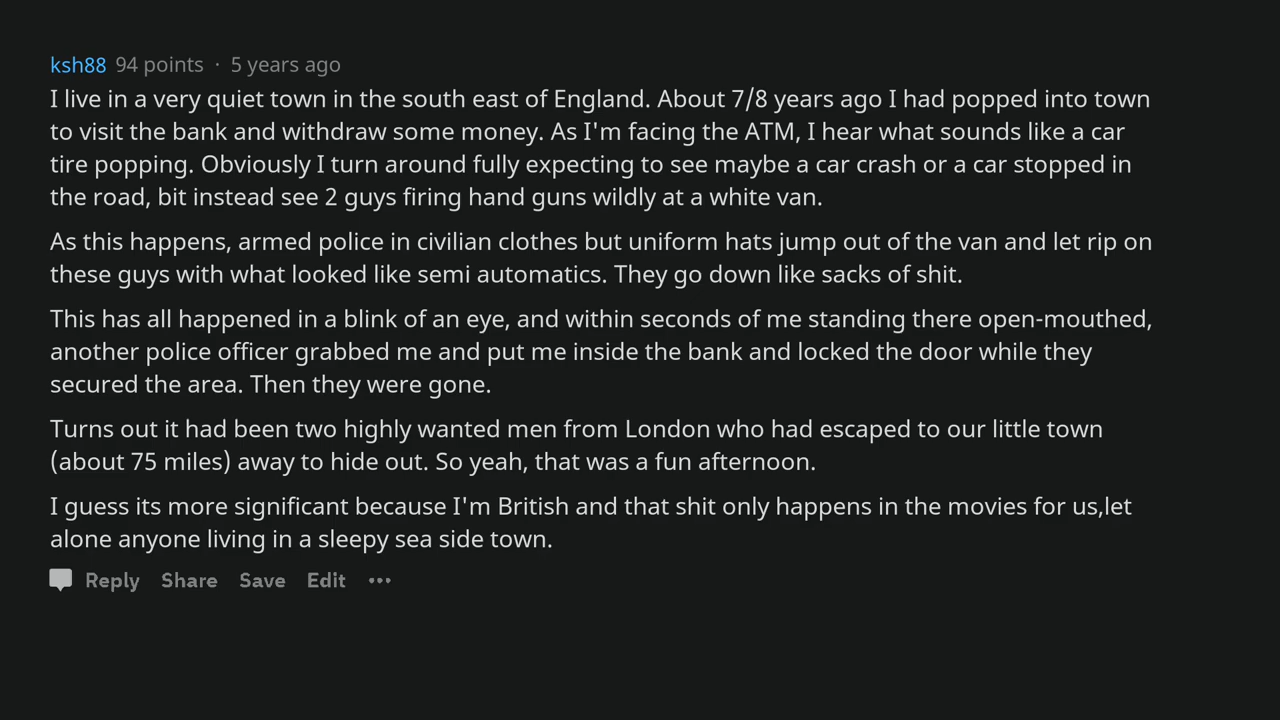 ksh88 94 points · 5 years ago
I live in a very quiet town in the south east of England. About 7/8 years ago I had popped into town
to visit the bank and withdraw some money. As I'm facing the ATM, I hear what sounds like a car
tire popping. Obviously I turn around fully expecting to see maybe a car crash or a car stopped in
the road, bit instead see 2 guys firing hand guns wildly at a white van.
As this happens, armed police in civilian clothes but uniform hats jump out of the van and let rip on
these guys with what looked like semi automatics. They go down like sacks of shit.
This has all happened in a blink of an eye, and within seconds of me standing there open-mouthed,
another police officer grabbed me and put me inside the bank and locked the door while they
secured the area. Then they were gone.
Turns out it had been two highly wanted men from London who had escaped to our little town
(about 75 miles) away to hide out. So yeah, that was a fun afternoon.
I guess its more significant because I'm British and that shit only happens in the movies for us,let
alone anyone living in a sleepy sea side town.
Reply Share Save Edit •••